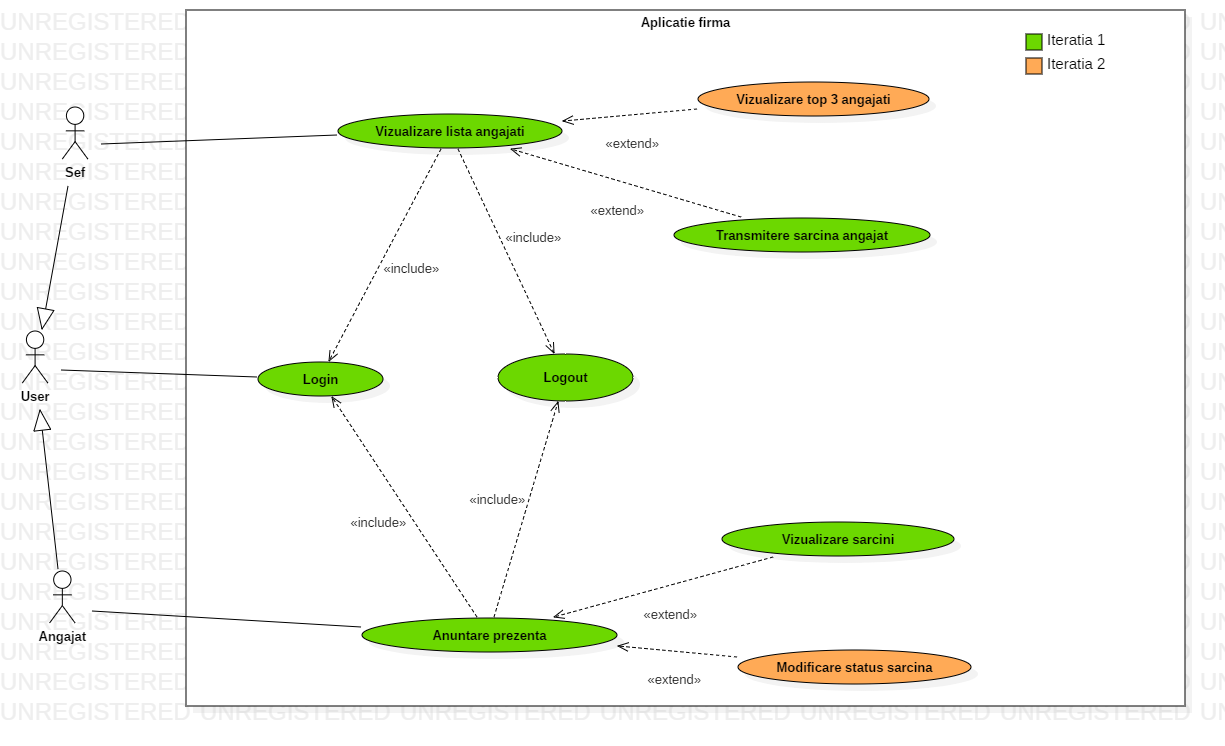 Aplicatie firma
Iteratia 1
Iteratia 2
Vizualizare top 3 angajati
Vizualizare lista angajati
«extend»
Sef
«extend»
Transmitere sarcina angajat
«include»
«include»
User
Login
Logout
«include»
«include»
Vizualizare sarcini
«extend»
Angajat
Anuntare prezenta
Modificare status sarcina
«extend»
UNREGISTERED UNREGISTERED UNREGISTERED UNREGISTERED UNREGISTERED UNREGISTERED